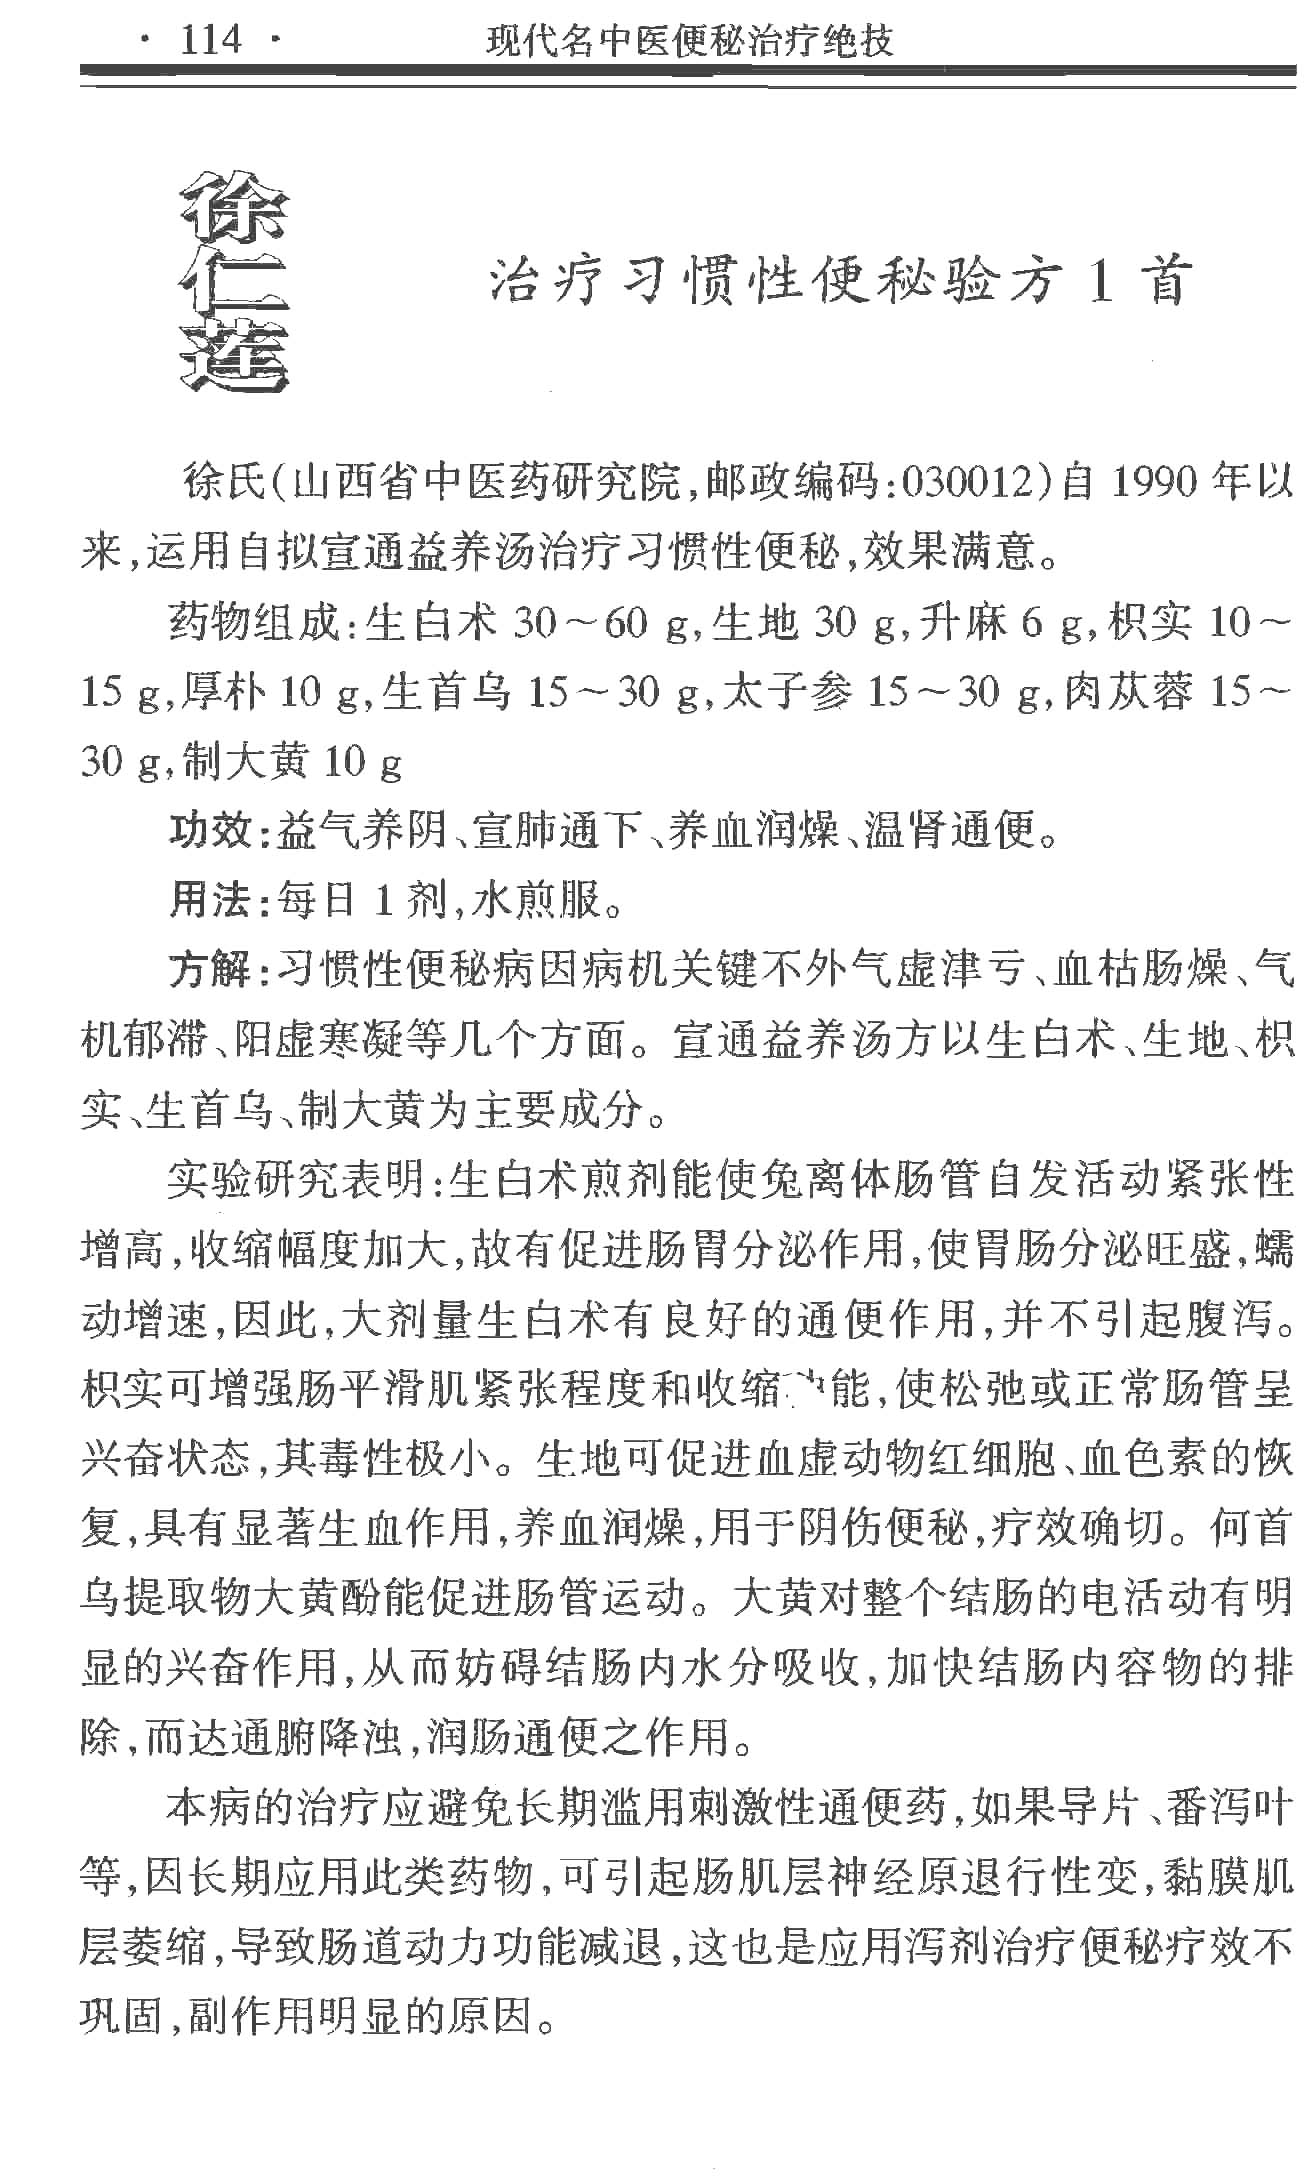 · 114 ·
现代名中医便秘治疗绝技
徐仁莲
治疗习惯性便秘验方 1 首
徐氏(山西省中医药研究院,邮政编码:030012)自 1990 年以
来,运用自拟宣通益养汤治疗习惯性便秘,效果满意。
药物组成:生白术 30～60 g,生地 30 g,升麻 6 g,枳实 10～
15 g,厚朴 10 g,生首乌 15～30 g,太子参 15～30 g,肉苁蓉 15～
30 g,制大黄 10 g
功效:益气养阴、宣肺通下、养血润燥、温肾通便。
用法:每日 1 剂,水煎服。
方解:习惯性便秘病因病机关键不外气虚津亏、血枯肠燥、气
机郁滞、阳虚寒凝等几个方面。宣通益养汤方以生白术、生地、枳
实、生首乌、制大黄为主要成分。
实验研究表明:生白术煎剂能使兔离体肠管自发活动紧张性
增高,收缩幅度加大,故有促进肠胃分泌作用,使胃肠分泌旺盛,蠕
动增速,因此,大剂量生白术有良好的通便作用,并不引起腹泻。
枳实可增强肠平滑肌紧张程度和收缩能,使松弛或正常肠管呈
兴奋状态,其毒性极小。生地可促进血虚动物红细胞、血色素的恢
复,具有显著生血作用,养血润燥,用于阴伤便秘,疗效确切。何首
乌提取物大黄酚能促进肠管运动。大黄对整个结肠的电活动有明
显的兴奋作用,从而妨碍结肠内水分吸收,加快结肠内容物的排
除,而达通腑降浊,润肠通便之作用。
本病的治疗应避免长期滥用刺激性通便药,如果导片、番泻叶
等,因长期应用此类药物,可引起肠肌层神经原退行性变,黏膜肌
层萎缩,导致肠道动力功能减退,这也是应用泻剂治疗便秘疗效不
巩固,副作用明显的原因。